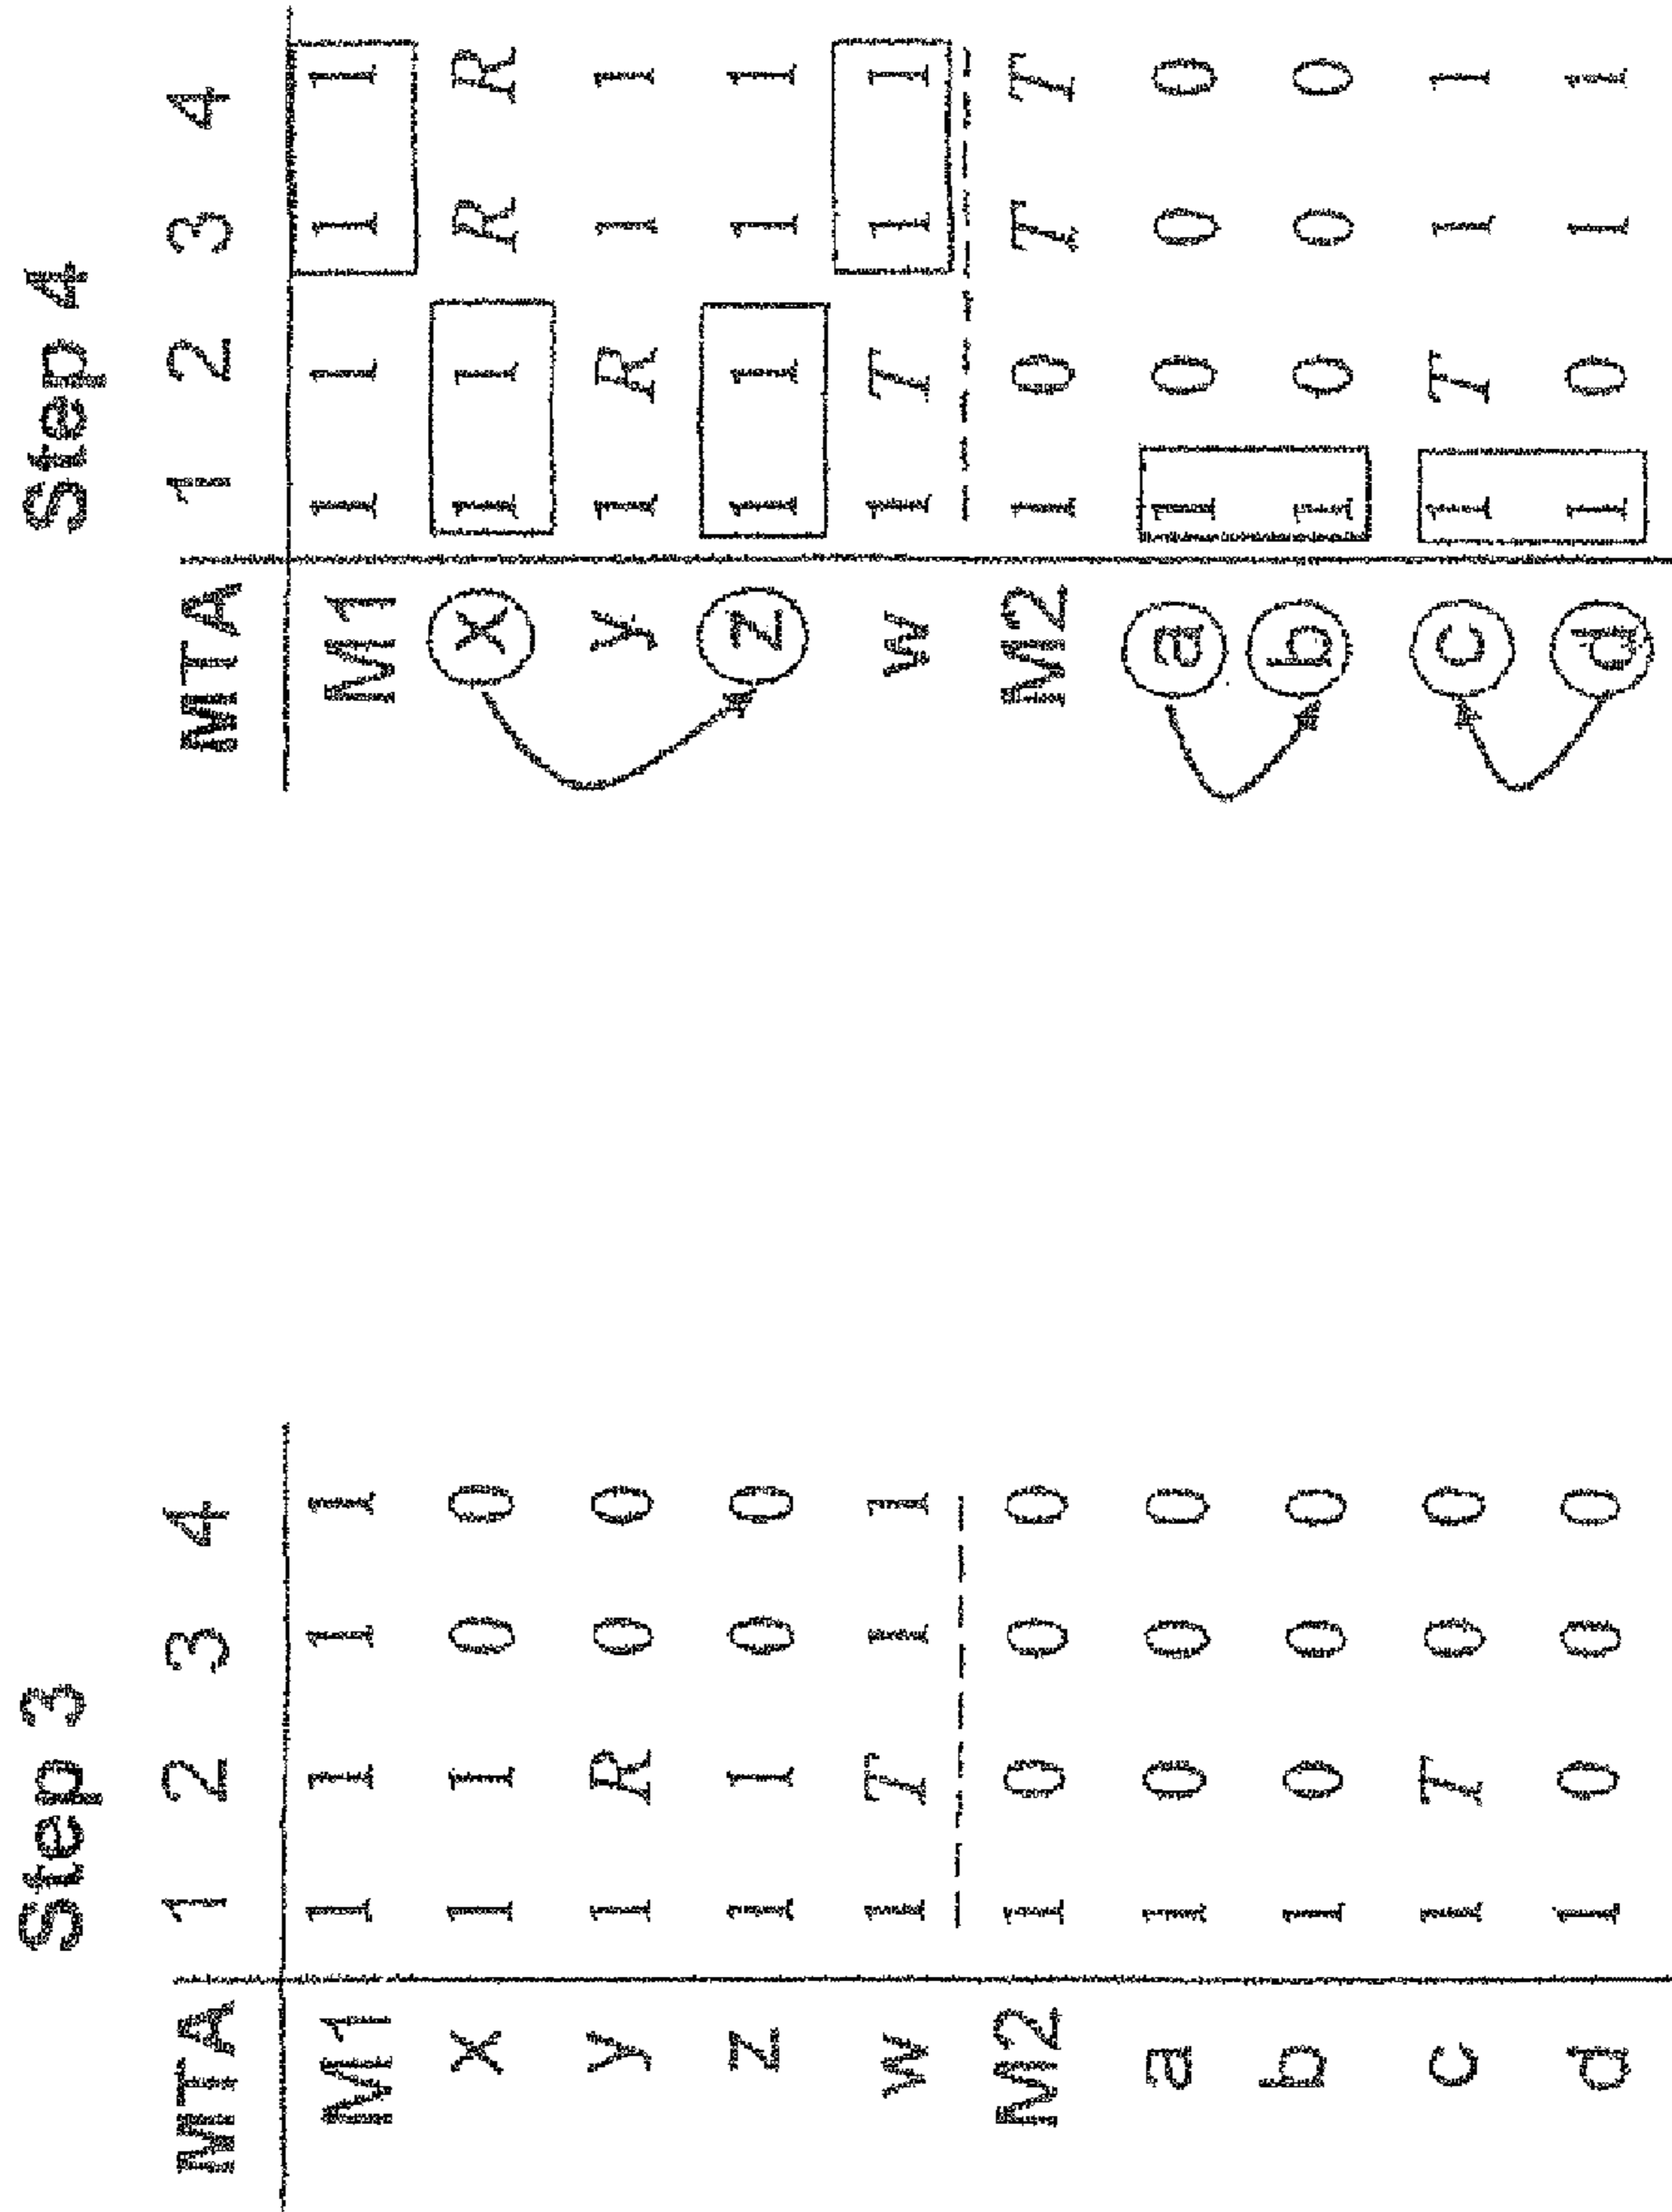 Step 3
MTA 1 2 3 4
M1 1 1 1 1
x 1 1 0 0
y 1 R 0 0
z 1 1 0 0
w 1 T 1 1
M2 1 0 0 0
a 1 0 0 0
b 1 0 0 0
c 1 T 0 0
d 1 0 0 0
Step 4
MTA 1 2 3 4
M1 1 1 1 1
x 1 1 R R
y 1 R 1 1
z 1 1 1 1
w 1 T 1 1
M2 1 0 T T
a 1 0 0 0
b 1 0 0 0
c 1 T 1 1
d 1 0 1 1